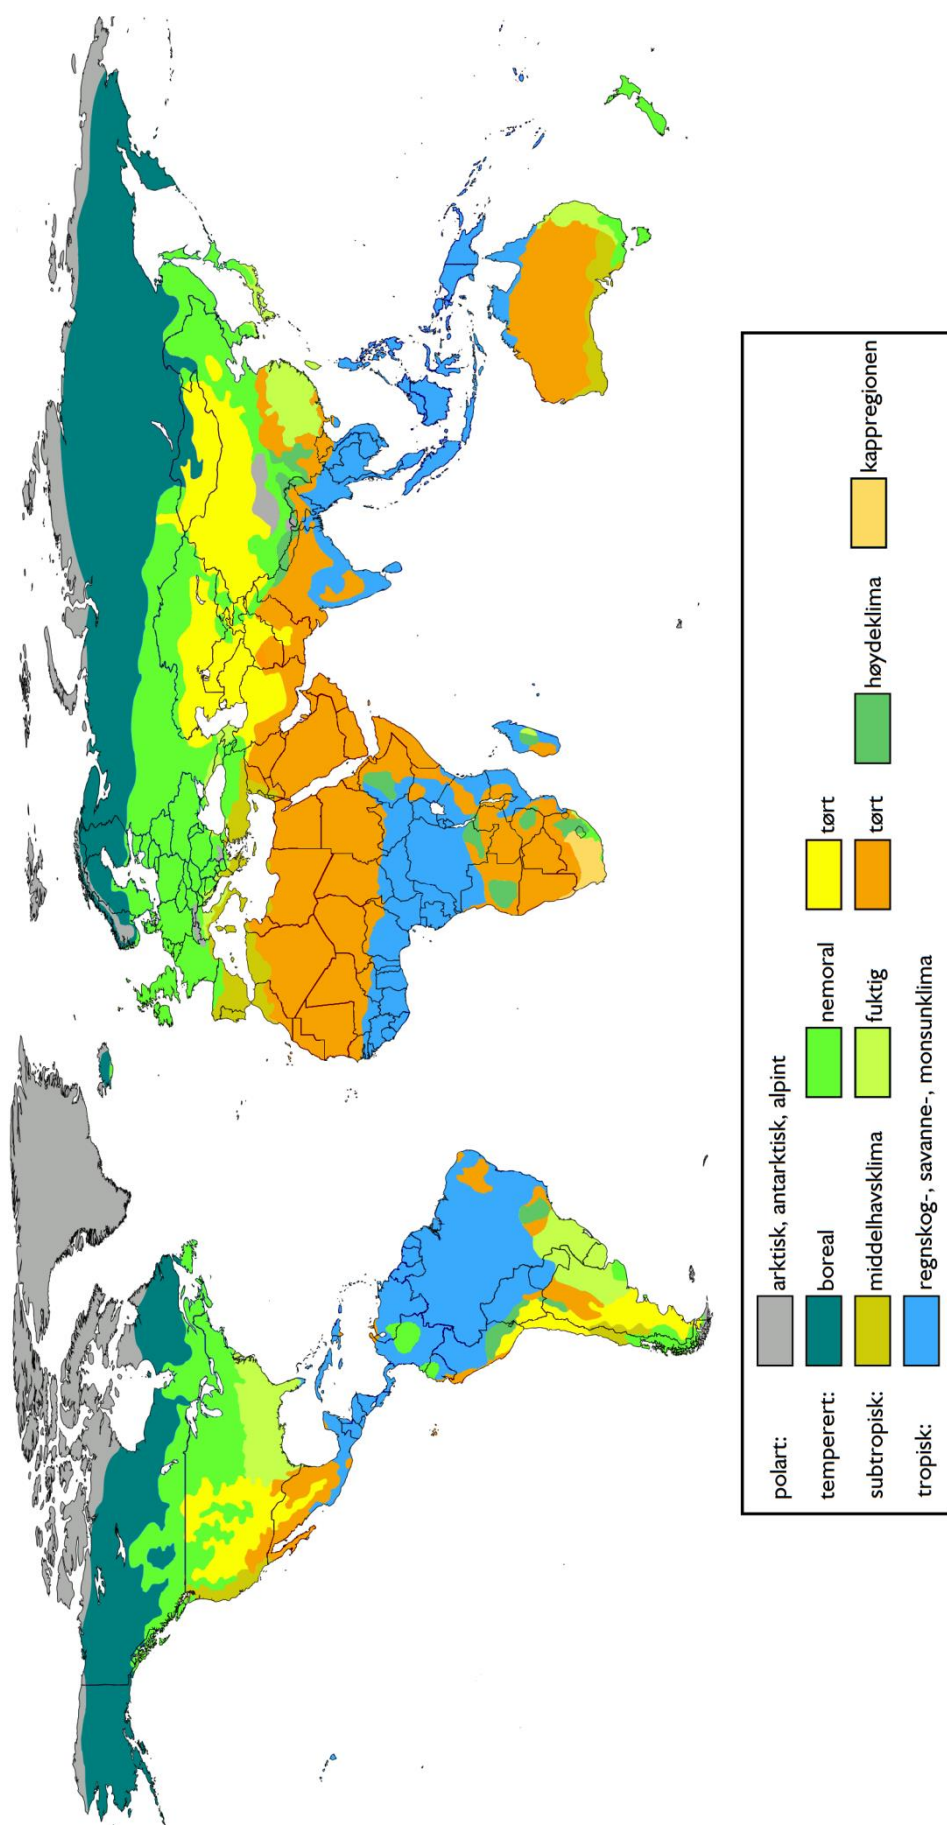 polart: arktisk, antarktisk, alpint
temperert: boreal nemoral tørt
subtropisk: middelhavsklima fuktig tørt høydeklima kappregionen
tropisk: regnskog-, savanne-, monsunklima